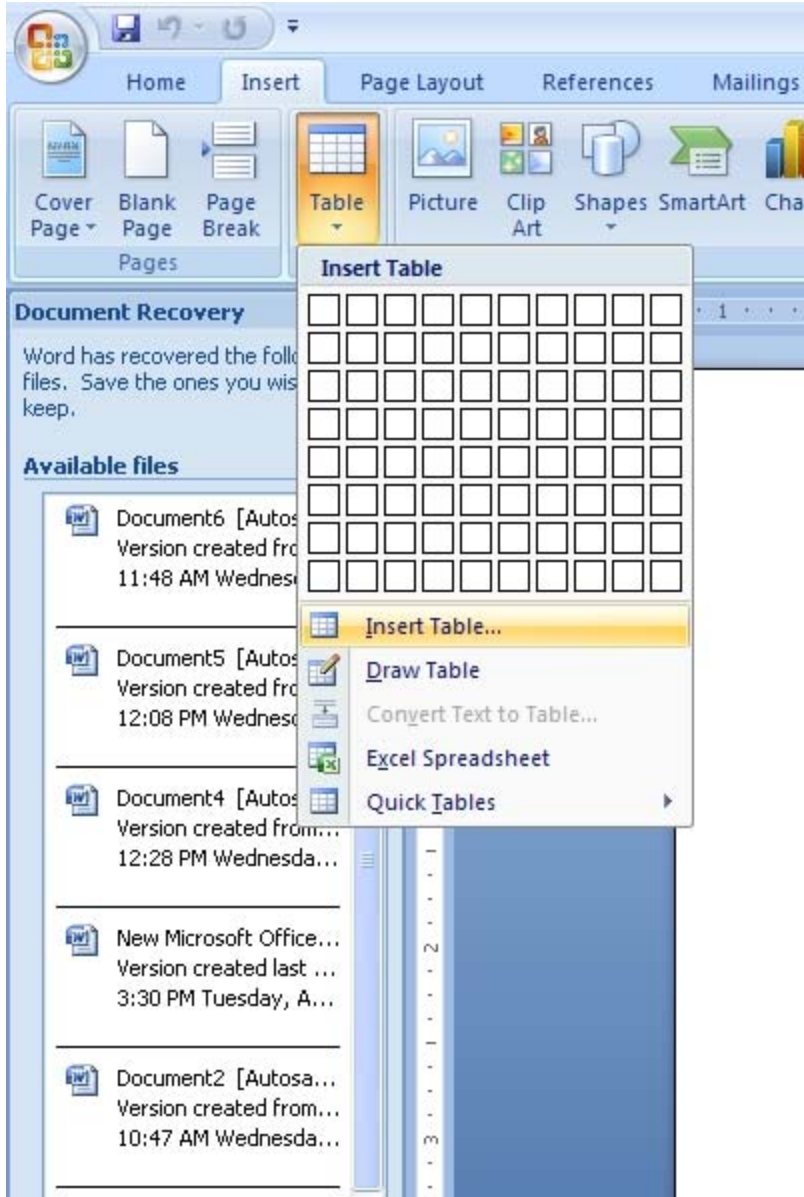 Home Insert Page Layout References Mailings
Cover Page
Blank Page
Page Break
Table
Picture
Clip Art
Shapes
SmartArt
Cha
Pages
Insert Table
Document Recovery
1
Word has recovered the follo
files. Save the ones you wis
keep.
Available files
Document6 [Autos
Version created fro
11:48 AM Wednes
Insert Table...
Document5 [Autos
Version created fro
12:08 PM Wednesd
Draw Table
Convert Text to Table...
Excel Spreadsheet
Quick Tables
Document4 [Autos
Version created from...
12:28 PM Wednesda...
New Microsoft Office...
Version created last ...
3:30 PM Tuesday, A...
2
Document2 [Autosa...
Version created from...
10:47 AM Wednesda...
3